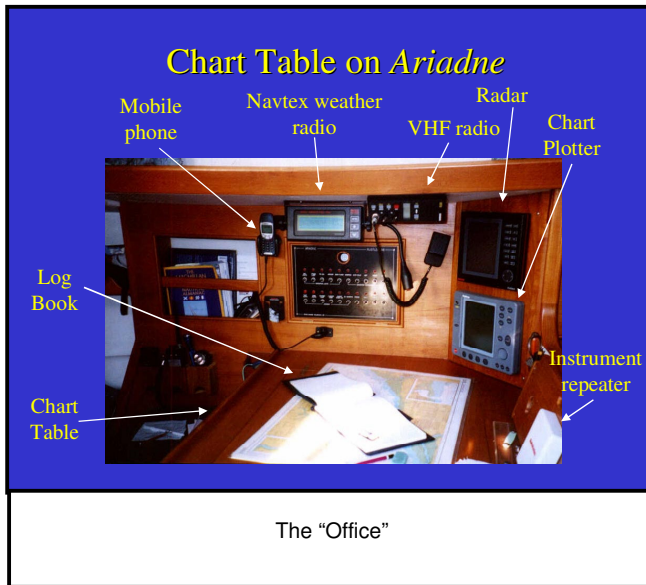 Chart Table on Ariadne
Mobile
phone
Navtex weather
radio
VHF radio
Radar
Chart
Plotter
Log
Book
Instrument
repeater
Chart
Table
The “Office”